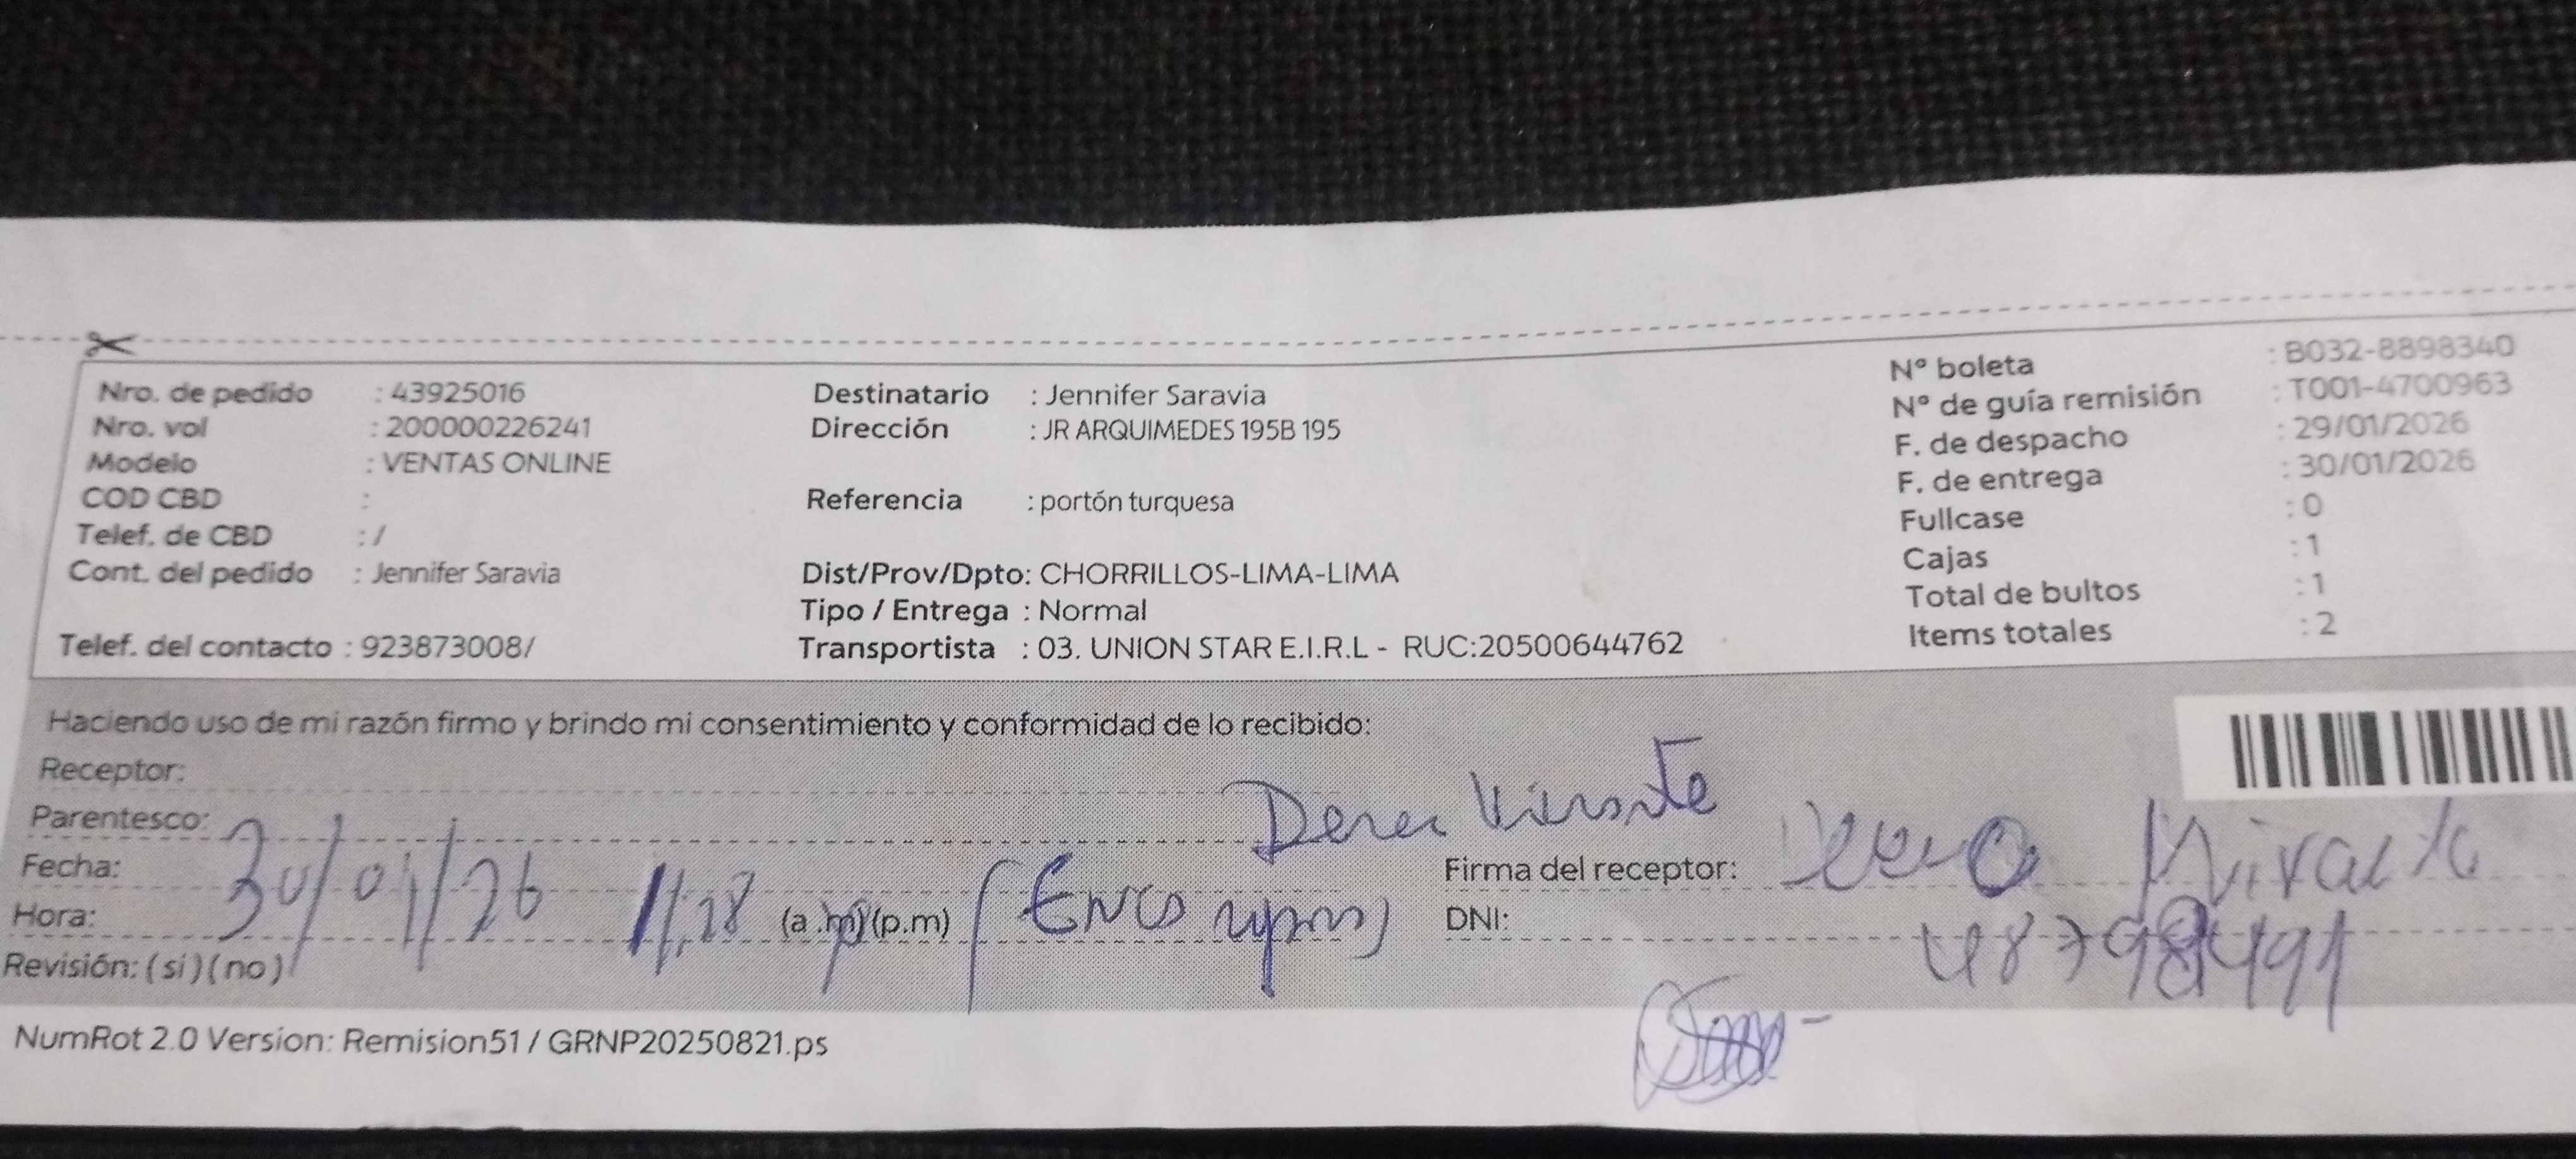 Nro. de pedido : 43925016
Nro. vol : 200000226241
Modelo : VENTAS ONLINE
COD CBD :
Telef. de CBD : /
Cont. del pedido : Jennifer Saravia
Telef. del contacto : 923873008/
Destinatario : Jennifer Saravia
Dirección : JR ARQUIMEDES 195B 195
Referencia : portón turquesa
Dist/Prov/Dpto: CHORRILLOS-LIMA-LIMA
Tipo / Entrega : Normal
Transportista : 03. UNION STAR E.I.R.L - RUC:20500644762
Nº boleta : B032-8898340
Nº de guía remisión : T001-4700963
F. de despacho : 29/01/2026
F. de entrega : 30/01/2026
Fullcase : 0
Cajas : 1
Total de bultos : 1
Items totales : 2
Haciendo uso de mi razón firmo y brindo mi consentimiento y conformidad de lo recibido:
Receptor:
Parentesco:
Fecha: 30/01/26
Hora: 11:28 (a.m)(p.m)
Revisión: (si)(no)
Firma del receptor:
DNI:
NumRot 2.0 Version: Remision51 / GRNP20250821.ps